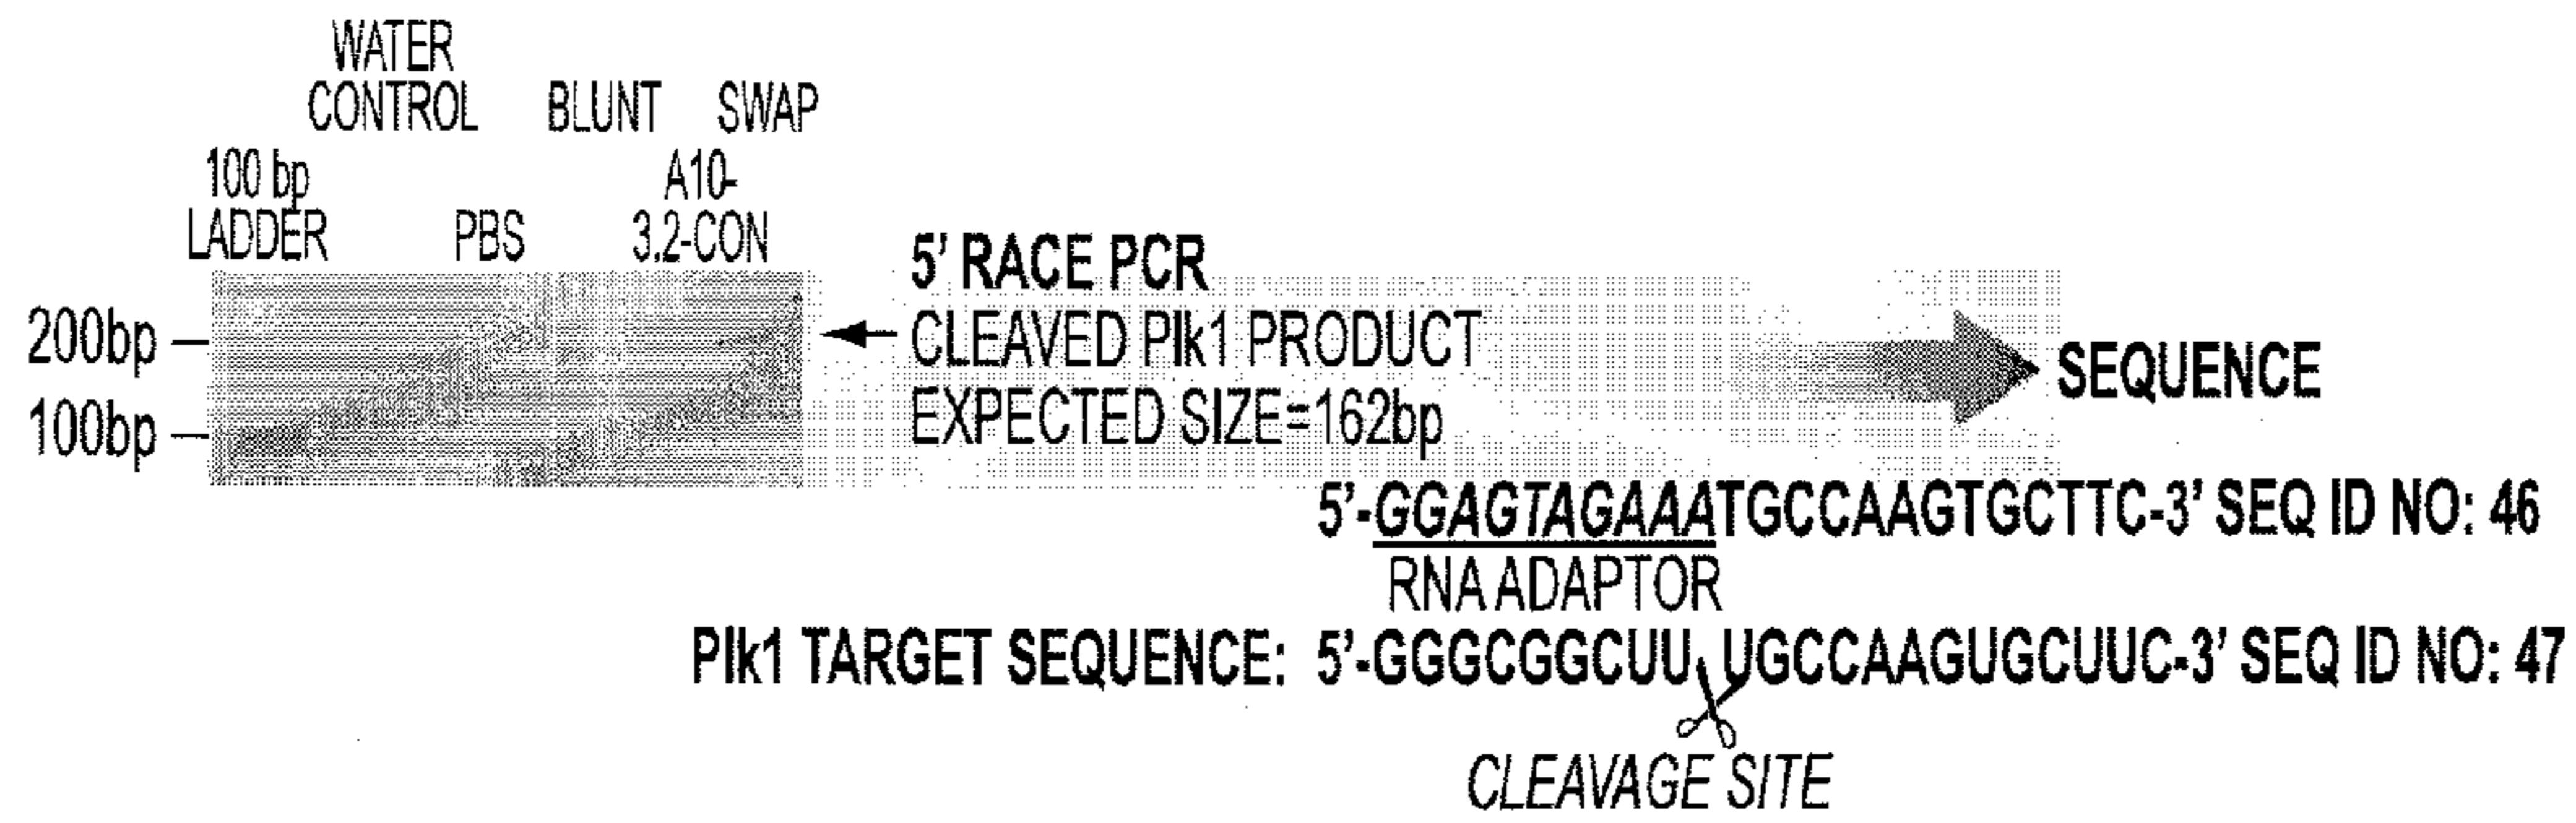 WATER
CONTROL BLUNT SWAP
100 bp A10-
LADDER PBS 3.2-CON
5' RACE PCR
200bp CLEAVED Plk1 PRODUCT
SEQUENCE
100bp EXPECTED SIZE=162bp
5'-GGAGTAGAAATGCCAAGTGCTTC-3' SEQ ID NO: 46
RNA ADAPTOR
Plk1 TARGET SEQUENCE: 5'-GGGCGGCUU UGCCAAGUGCUUC-3' SEQ ID NO: 47
CLEAVAGE SITE